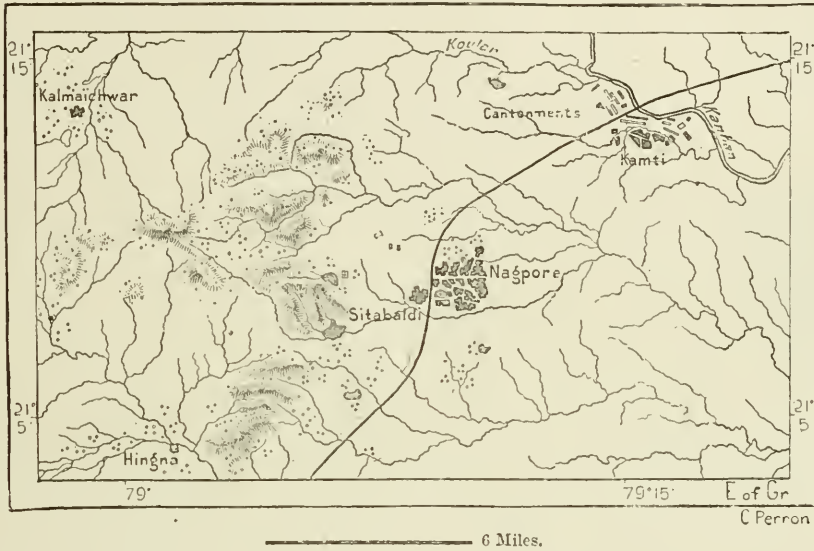 21° 15'
21° 15'
Koular
Kanhan
Kalmaichwar
Cantonments
Kamti
Nagpore
Sitabaldi
21° 5'
21° 5'
Hingna
79°
79°15'
E of Gr
C Perron
6 Miles.